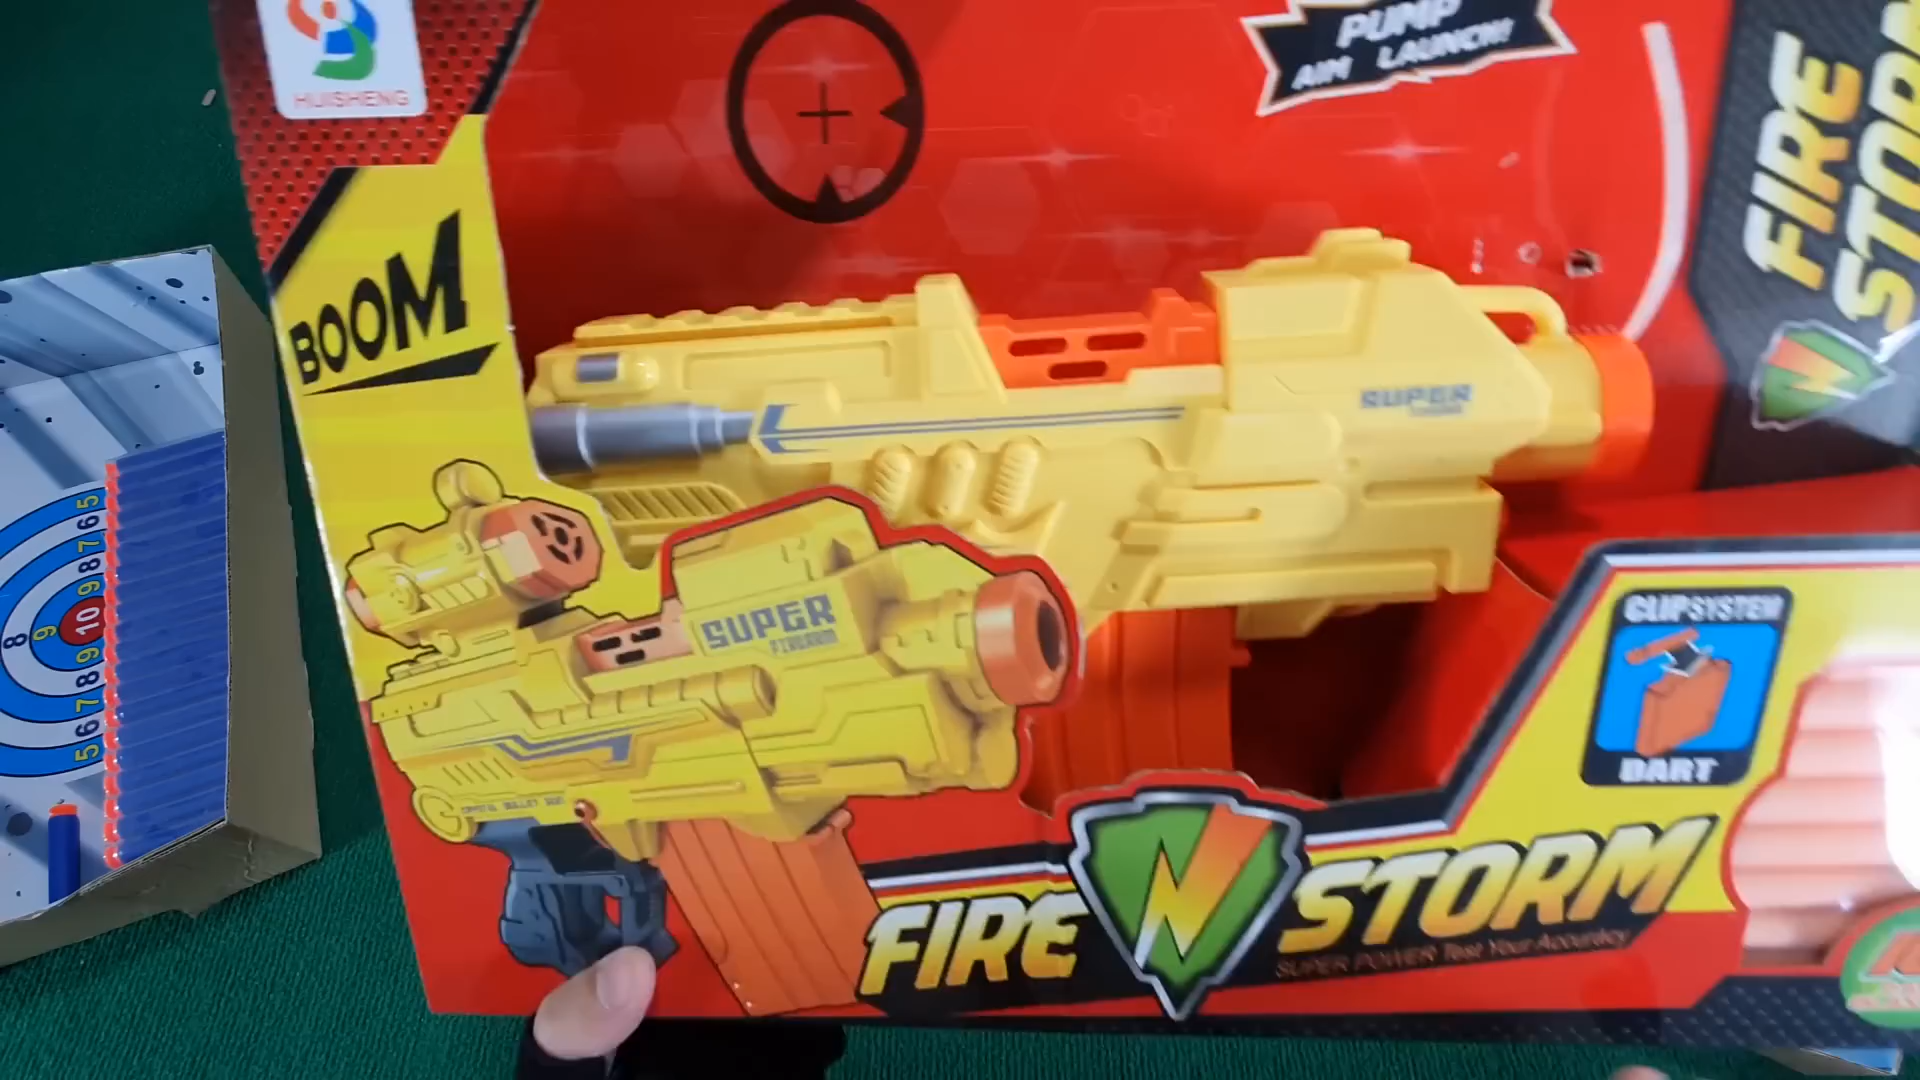 HUISHENG
PUMP
AIM LAUNCH!
BOOM
FIRE
STORM
SUPER
SUPER
FIREARM
CLIP SYSTEM
DART
FIRE N STORM
SUPER POWER Test Your Accuracy
5 6 7 8 9 10 9 8 7 6 5
8 9